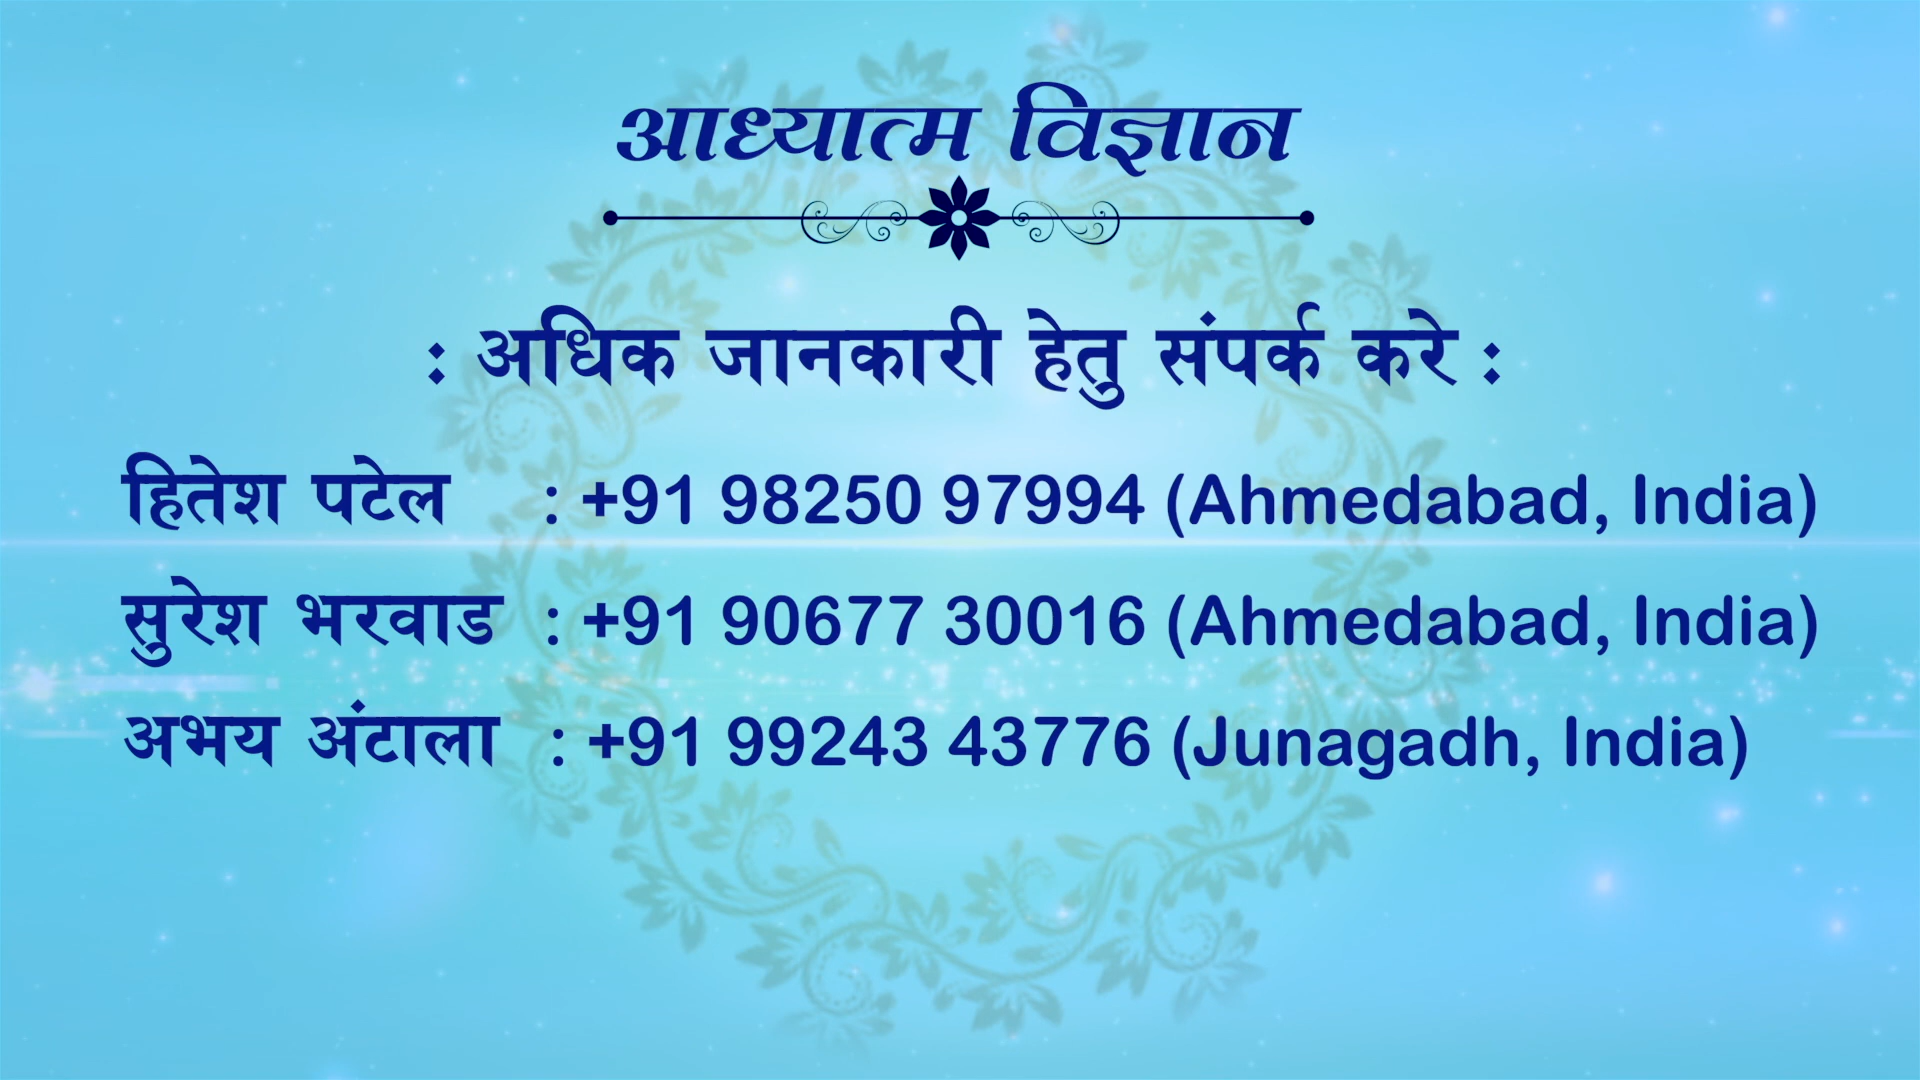 आध्यात्म विज्ञान
: अधिक जानकारी हेतु संपर्क करे :
हितेश पटेल : +91 98250 97994 (Ahmedabad, India)
सुरेश भरवाड : +91 90677 30016 (Ahmedabad, India)
अभय अंटाला : +91 99243 43776 (Junagadh, India)